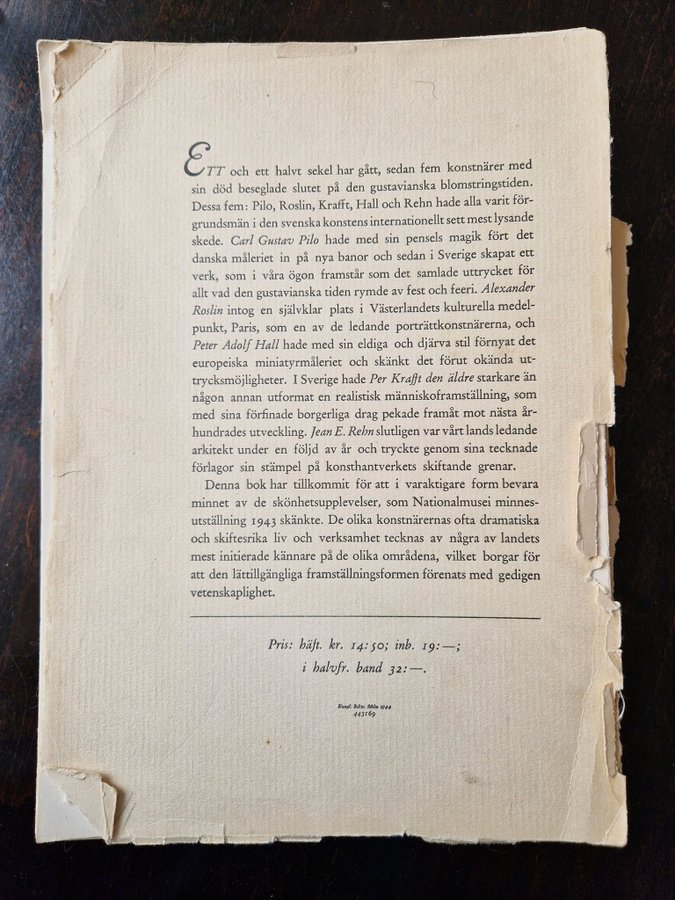 ETT och ett halvt sekel har gått, sedan fem konstnärer med
sin död beseglade slutet på den gustavianska blomstringstiden.
Dessa fem: Pilo, Roslin, Krafft, Hall och Rehn hade alla varit för-
grundsmän i den svenska konstens internationellt sett mest lysande
skede. Carl Gustav Pilo hade med sin pensels magik fört det
danska måleriet in på nya banor och sedan i Sverige skapat ett
verk, som i våra ögon framstår som det samlade uttrycket för
allt vad den gustavianska tiden rymde av fest och feeri. Alexander
Roslin intog en självklar plats i Västerlandets kulturella medel-
punkt, Paris, som en av de ledande porträttkonstnärerna, och
Peter Adolf Hall hade med sin eldiga och djärva stil förnyat det
europeiska miniatyrmåleriet och skänkt det förut okända ut-
trycksmöjligheter. I Sverige hade Per Krafft den äldre starkare än
någon annan utformat en realistisk människoframställning, som
med sina förfinade borgerliga drag pekade framåt mot nästa år-
hundrades utveckling. Jean E. Rehn slutligen var vårt lands ledande
arkitekt under en följd av år och tryckte genom sina tecknade
förlagor sin stämpel på konsthantverkets skiftande grenar.
Denna bok har tillkommit för att i varaktigare form bevara
minnet av de skönhetsupplevelser, som Nationalmusei minnes-
utställning 1943 skänkte. De olika konstnärernas ofta dramatiska
och skiftesrika liv och verksamhet tecknas av några av landets
mest initierade kännare på de olika områdena, vilket borgar för
att den lättillgängliga framställningsformen förenats med gedigen
vetenskaplighet.
Pris: häft. kr. 14:50; inb. 19:—;
i halvfr. band 32:—.
Kungl. Boktr. Sthlm 1944
443169